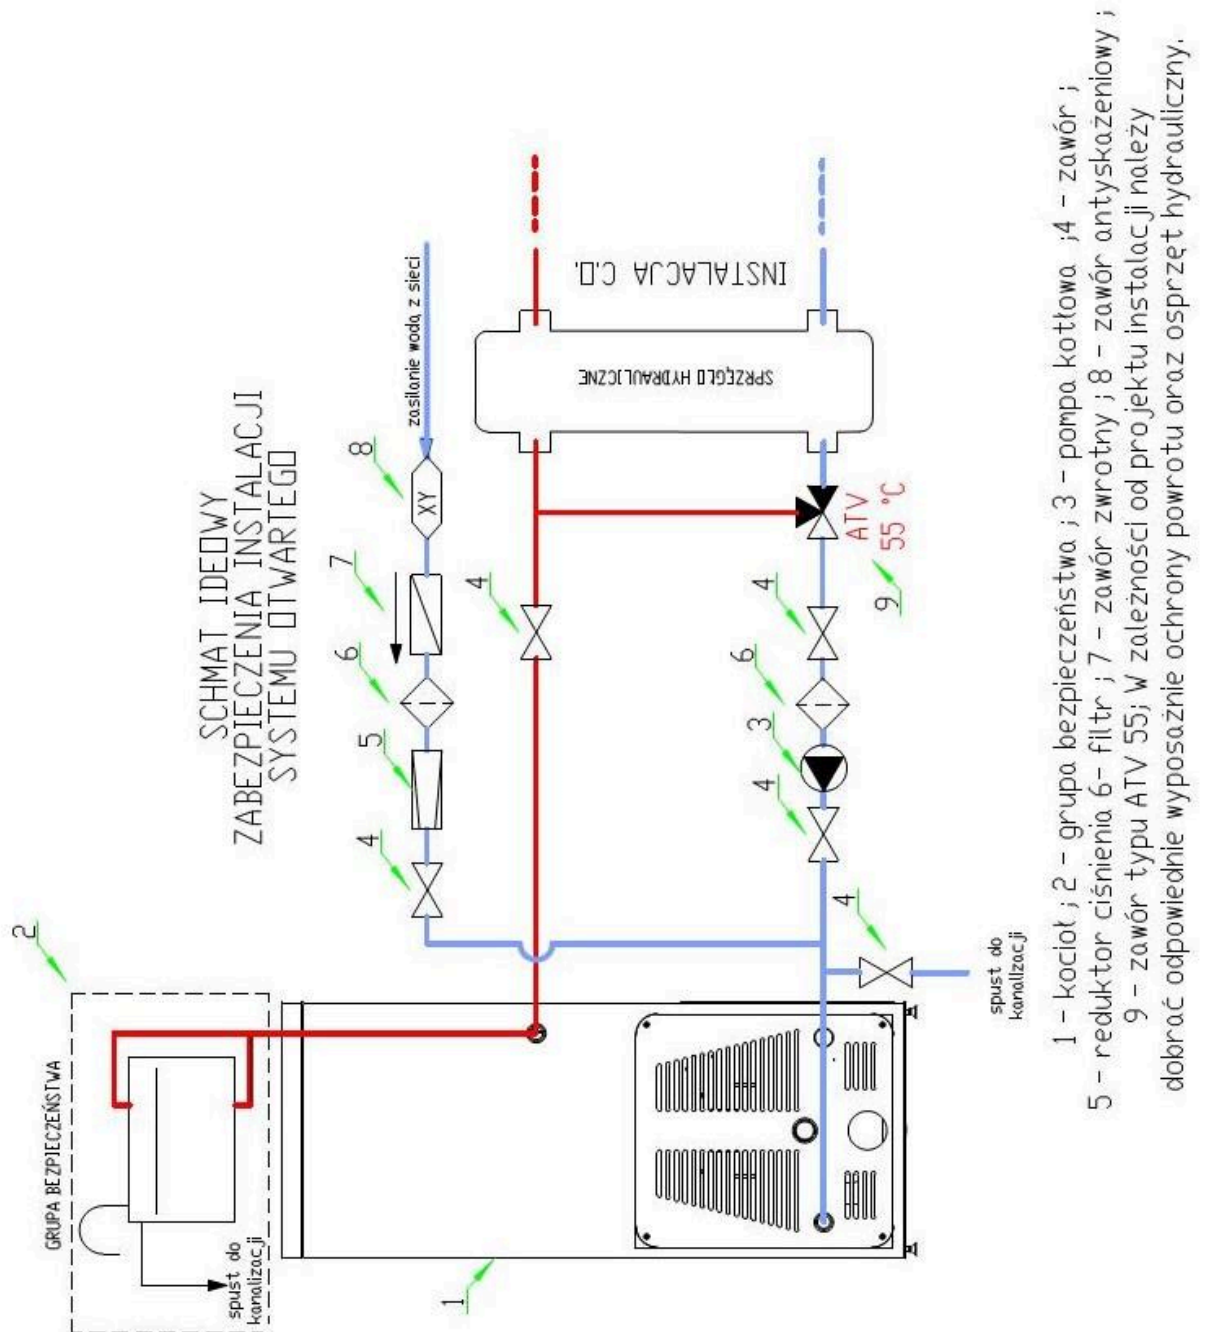 SCHMAT IDEOWY
ZABEZPIECZENIA INSTALACJI
SYSTEMU OTWARTEGO
2
GRUPA BEZPIECZEŃSTWA
spust do
kanalizacji
1
4
5
6
7
8
XY
zasilanie wodą z sieci
4
SPRZĘGŁO HYDRAULICZNE
INSTALACJA C.O.
4
3
6
4
9
ATV
55 °C
4
spust do
kanalizacji
1 - kocioł ; 2 - grupa bezpieczeństwa ; 3 - pompa kotłowa ;4 - zawór ;
5 - reduktor ciśnienia 6- filtr ; 7 - zawór zwrotny ; 8 - zawór antyskażeniowy ;
9 - zawór typu ATV 55; W zależności od projektu instalacji należy
dobrać odpowiednie wyposażnie ochrony powrotu oraz osprzęt hydrauliczny.